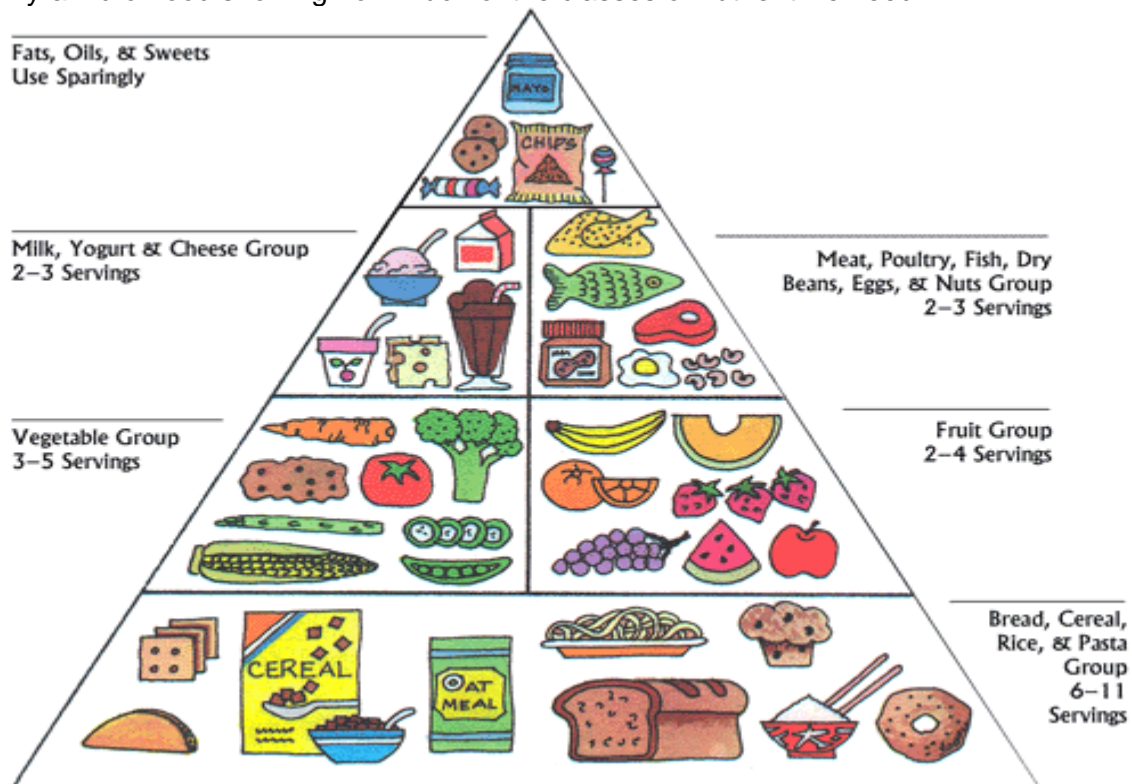 Fats, Oils, & Sweets
Use Sparingly
MAYO
CHIPS
Milk, Yogurt & Cheese Group
2–3 Servings
Meat, Poultry, Fish, Dry
Beans, Eggs, & Nuts Group
2–3 Servings
Vegetable Group
3–5 Servings
Fruit Group
2–4 Servings
Bread, Cereal,
Rice, & Pasta
Group
6–11
Servings
CEREAL
OAT
MEAL